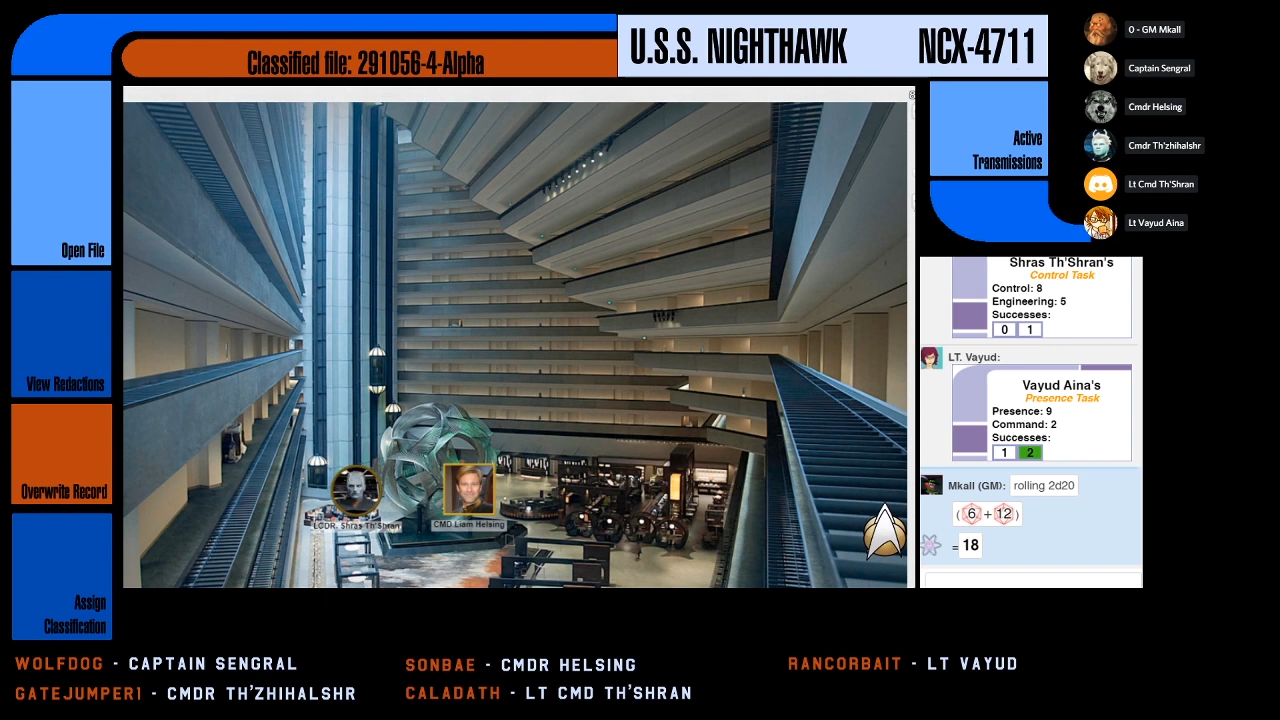 Classified file: 291056-4-Alpha
U.S.S. NIGHTHAWK NCX-4711
Open File
View Redactions
Overwrite Record
Assign
Classification
Active
Transmissions
0 - GM Mkall
Captain Sengral
Cmdr Helsing
Cmdr Th'zhihalshr
Lt Cmd Th'Shran
Lt Vayud Aina
LCDR. Shras Th'Shran
CMD Liam Helsing
Shras Th'Shran's
Control Task
Control: 8
Engineering: 5
Successes:
0 1
LT. Vayud:
Vayud Aina's
Presence Task
Presence: 9
Command: 2
Successes:
1 2
Mkall (GM): rolling 2d20
(6+12)
=18
WOLFDOG - CAPTAIN SENGRAL
SONBAE - CMDR HELSING
RANCORBAIT - LT VAYUD
GATEJUMPER1 - CMDR TH'ZHIHALSHR
CALADATH - LT CMD TH'SHRAN